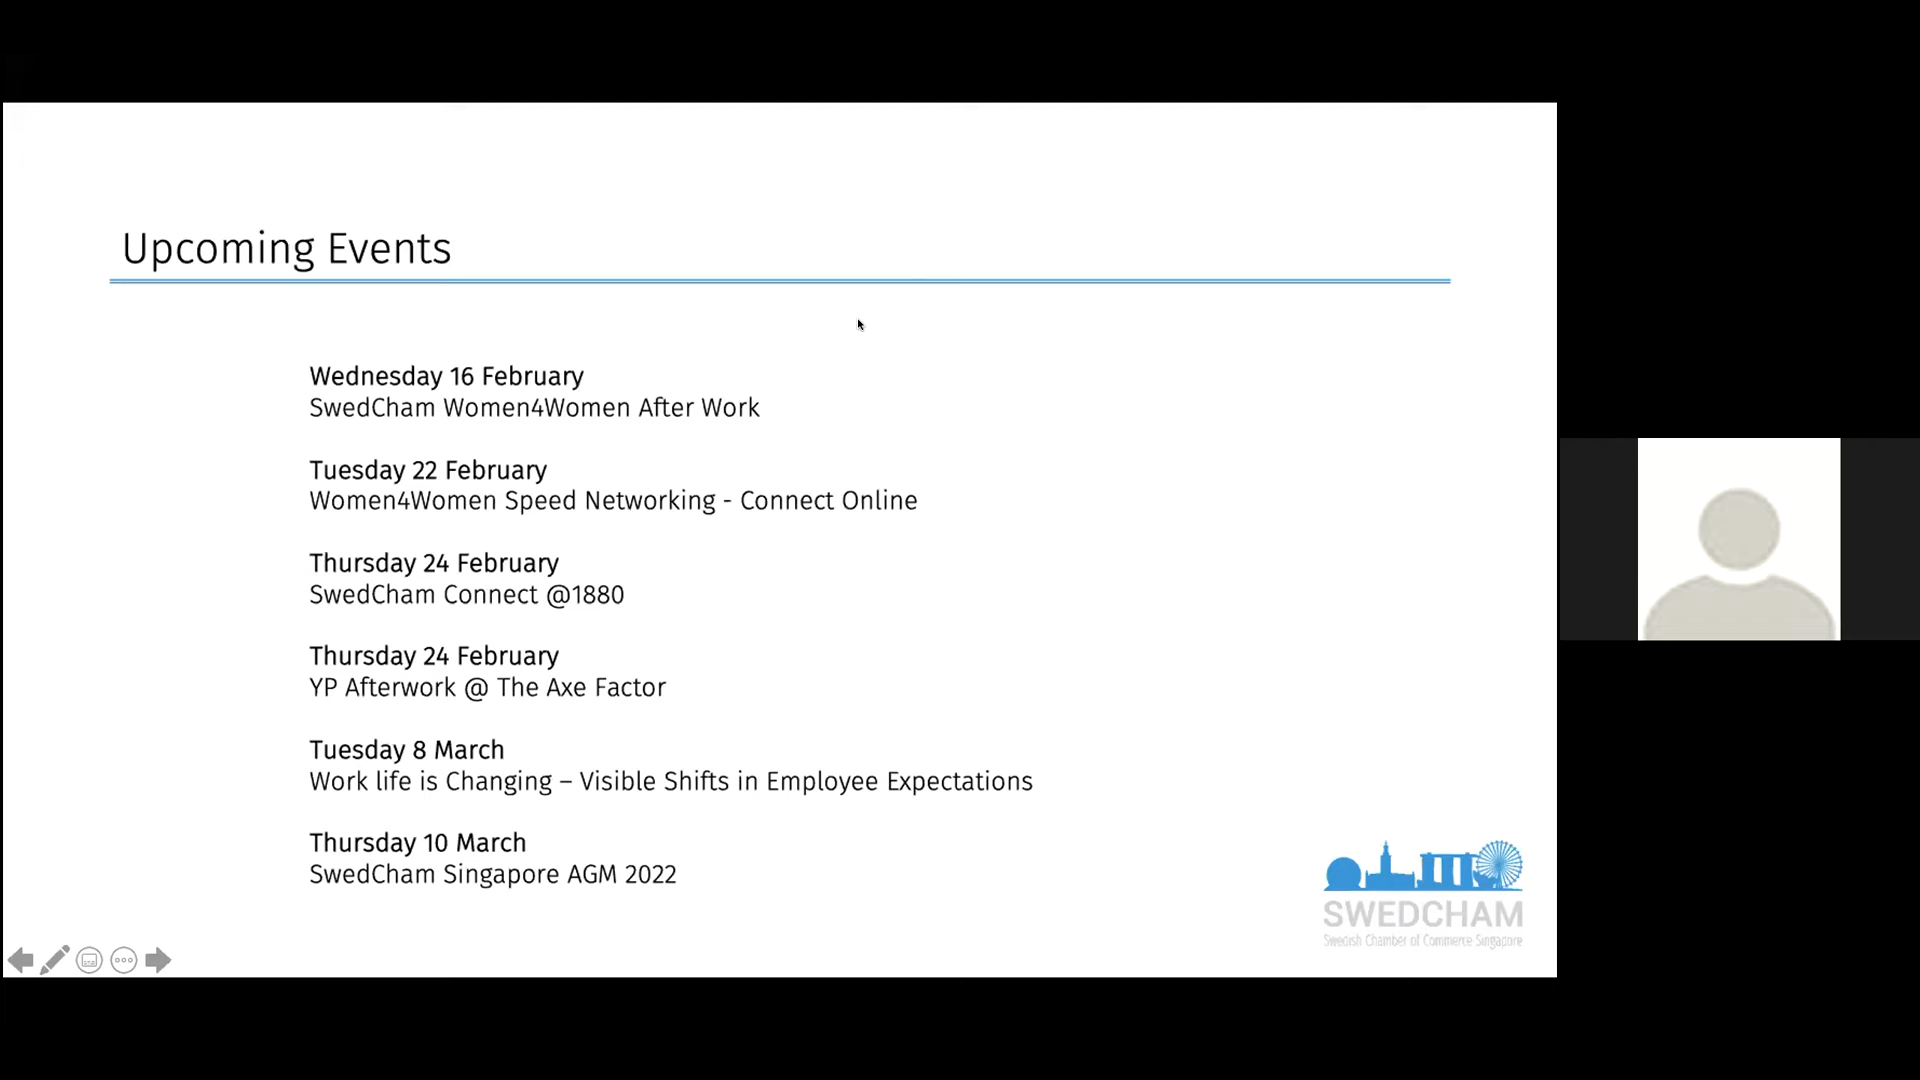 Upcoming Events
Wednesday 16 February
SwedCham Women4Women After Work
Tuesday 22 February
Women4Women Speed Networking - Connect Online
Thursday 24 February
SwedCham Connect @1880
Thursday 24 February
YP Afterwork @ The Axe Factor
Tuesday 8 March
Work life is Changing – Visible Shifts in Employee Expectations
Thursday 10 March
SwedCham Singapore AGM 2022
SWEDCHAM
Swedish Chamber of Commerce Singapore